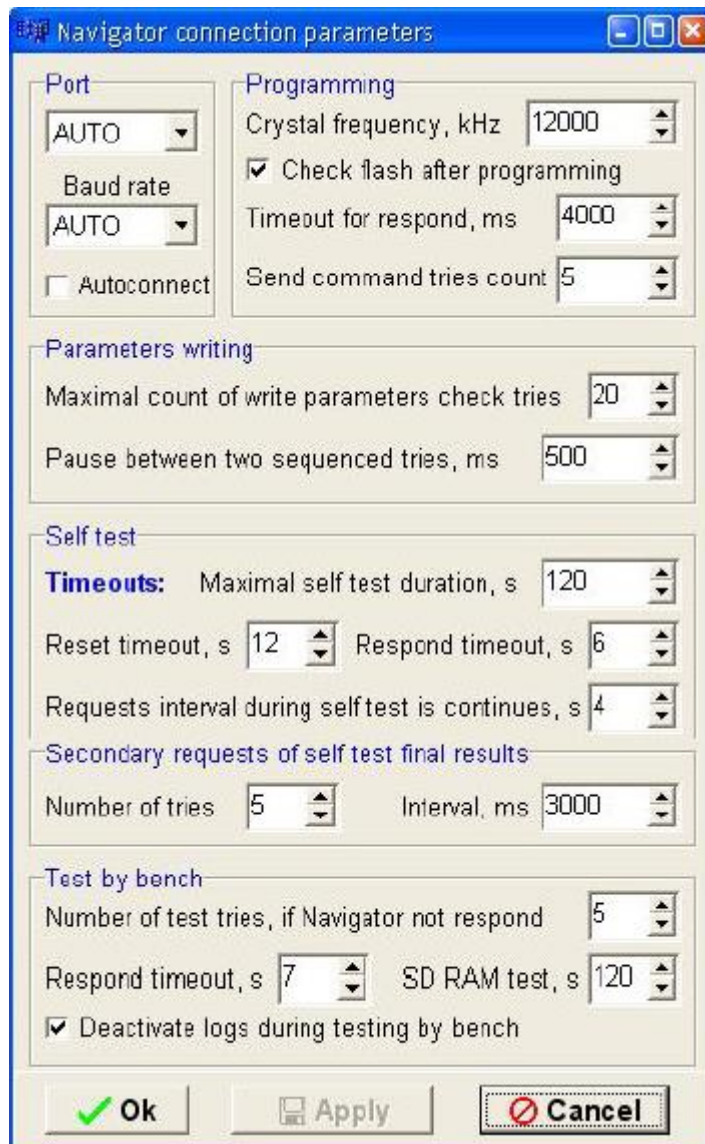 Navigator connection parameters
Port
AUTO
Baud rate
AUTO
Autoconnect
Programming
Crystal frequency, kHz 12000
Check flash after programming
Timeout for respond, ms 4000
Send command tries count 5
Parameters writing
Maximal count of write parameters check tries 20
Pause between two sequenced tries, ms 500
Self test
Timeouts: Maximal self test duration, s 120
Reset timeout, s 12 Respond timeout, s 6
Requests interval during self test is continues, s 4
Secondary requests of self test final results
Number of tries 5 Interval, ms 3000
Test by bench
Number of test tries, if Navigator not respond 5
Respond timeout, s 7 SD RAM test, s 120
Deactivate logs during testing by bench
Ok Apply Cancel